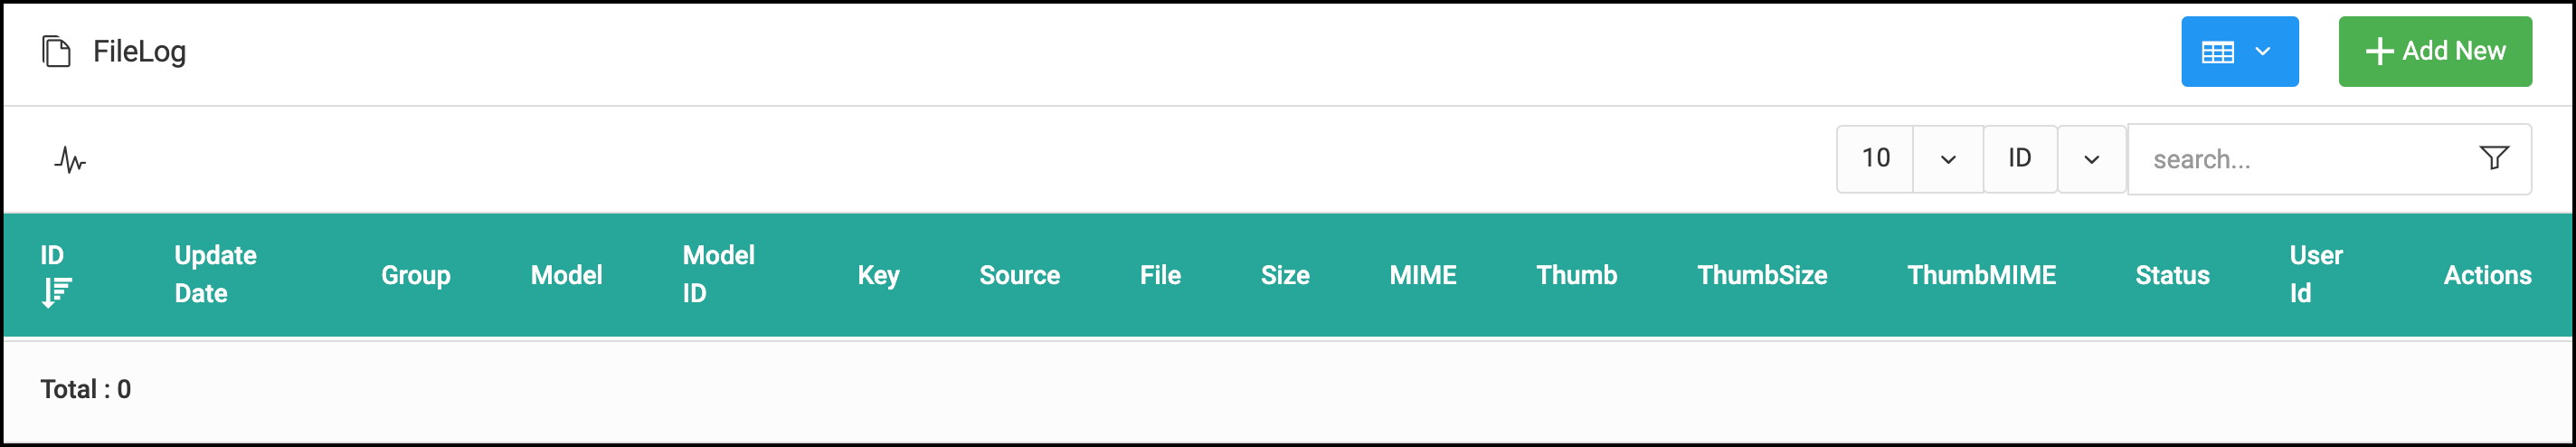 FileLog
Add New
10
ID
search...
ID
Update
Date
Group
Model
Model
ID
Key
Source
File
Size
MIME
Thumb
ThumbSize
ThumbMIME
Status
User
Id
Actions
Total : 0